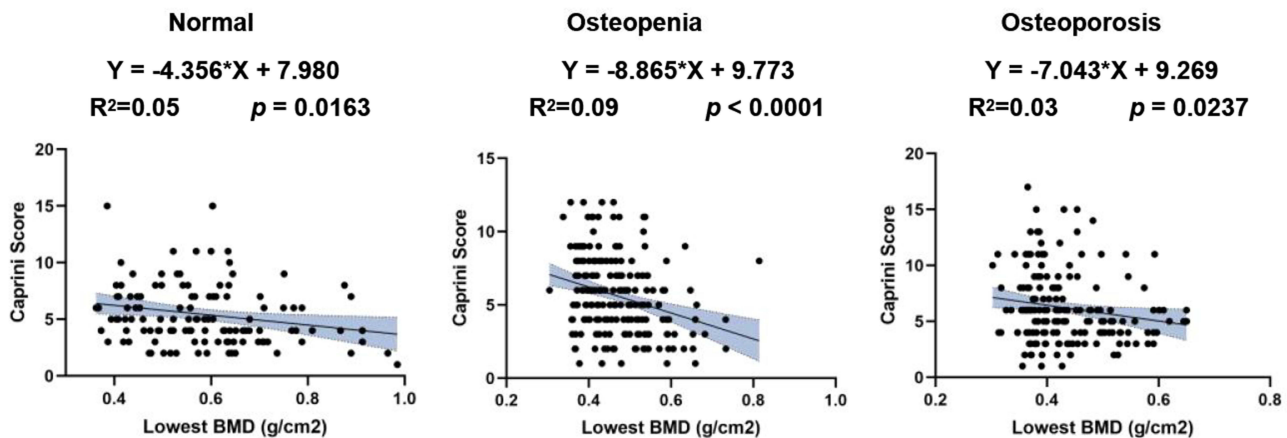 Normal
Y = -4.356*X + 7.980
R²=0.05 p = 0.0163
20
15
10
5
0
Caprini Score
0.4 0.6 0.8 1.0
Lowest BMD (g/cm2)
Osteopenia
Y = -8.865*X + 9.773
R²=0.09 p < 0.0001
15
10
5
0
Caprini Score
0.2 0.4 0.6 0.8 1.0
Lowest BMD (g/cm2)
Osteoporosis
Y = -7.043*X + 9.269
R²=0.03 p = 0.0237
20
15
10
5
0
Caprini Score
0.2 0.4 0.6 0.8
Lowest BMD (g/cm2)